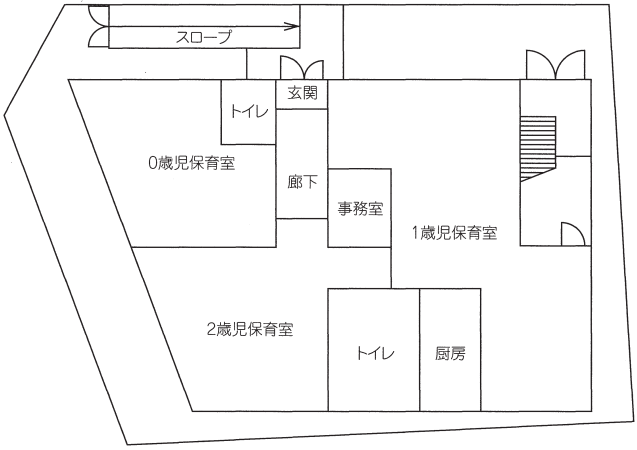 スロープ
玄関
トイレ
0歳児保育室
廊下
事務室
1歳児保育室
2歳児保育室
トイレ
厨房